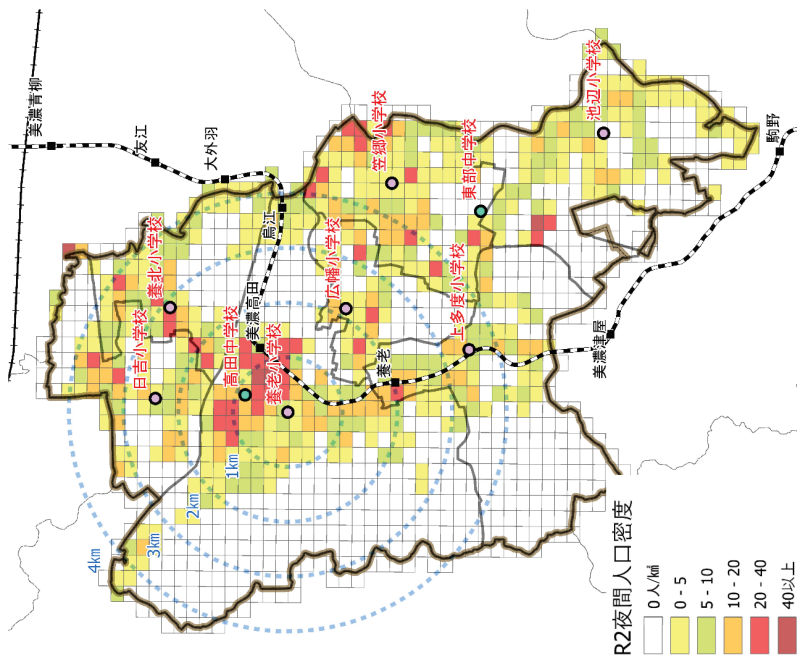 美濃青柳
友江
大外羽
烏江
美濃高田
養老
美濃津屋
駒野
日吉小学校
養北小学校
高田中学校
養老小学校
広幡小学校
上多度小学校
笠郷小学校
東部中学校
池辺小学校
1km
2km
3km
4km
R2夜間人口密度
0人/k㎡
0 - 5
5 - 10
10 - 20
20 - 40
40以上